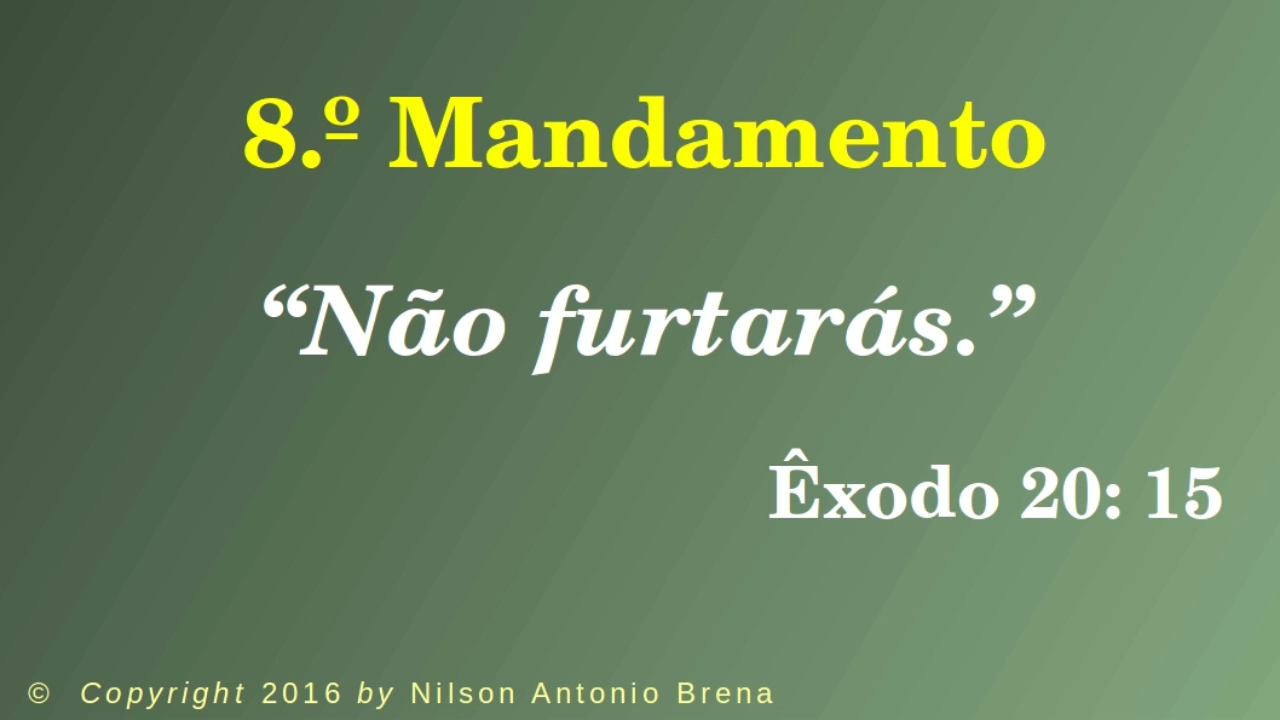 8.º Mandamento
“Não furtarás.”
Êxodo 20: 15
© Copyright 2016 by Nilson Antonio Brena